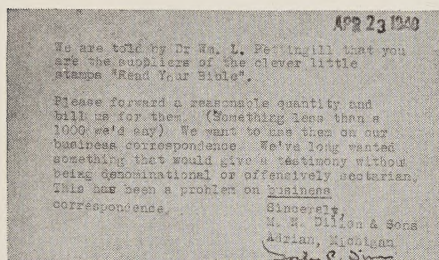 APR 23 1940
We are told by Dr Wm. L. Pettingill that you
are the suppliers of the clever little
stamps "Read Your Bible".
Please forward a reasonable quantity and
bill us for them. (Something less than a
1000 we'd say) We want to use them on our
business correspondence. We've long wanted
something that would give a testimony without
being denominational or offensively sectarian.
This has been a problem on business
correspondence.
Sincerely,
M. N. Dillon & Sons
Adrian, Michigan